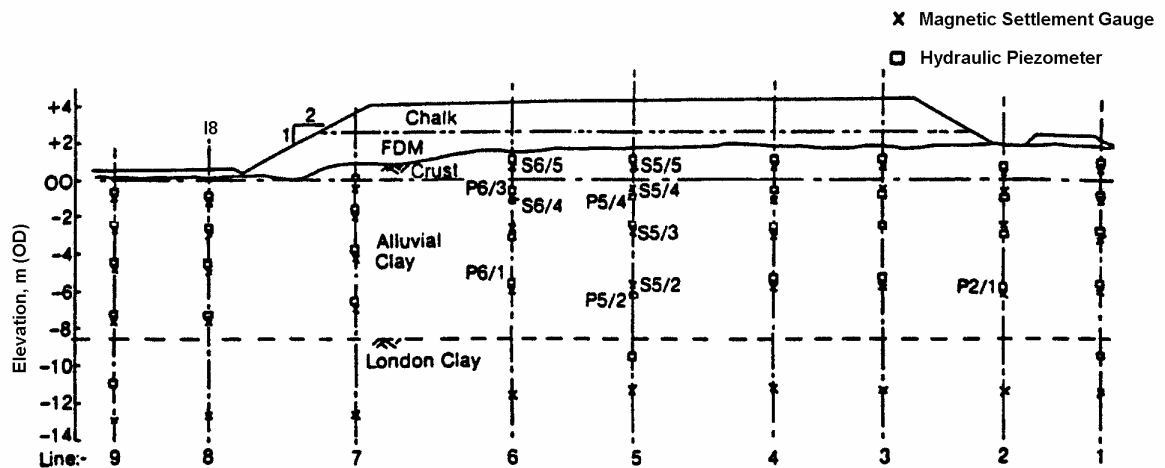 Magnetic Settlement Gauge
Hydraulic Piezometer
+4
+2
OO
-2
-4
-6
-8
-10
-12
-14
Elevation, m (OD)
I8
1
2
Chalk
FDM
Crust
S6/5
S5/5
P6/3
S6/4
P5/4
S5/4
S5/3
Alluvial
Clay
P6/1
P5/2
S5/2
P2/1
London Clay
Line:- 9 8 7 6 5 4 3 2 1